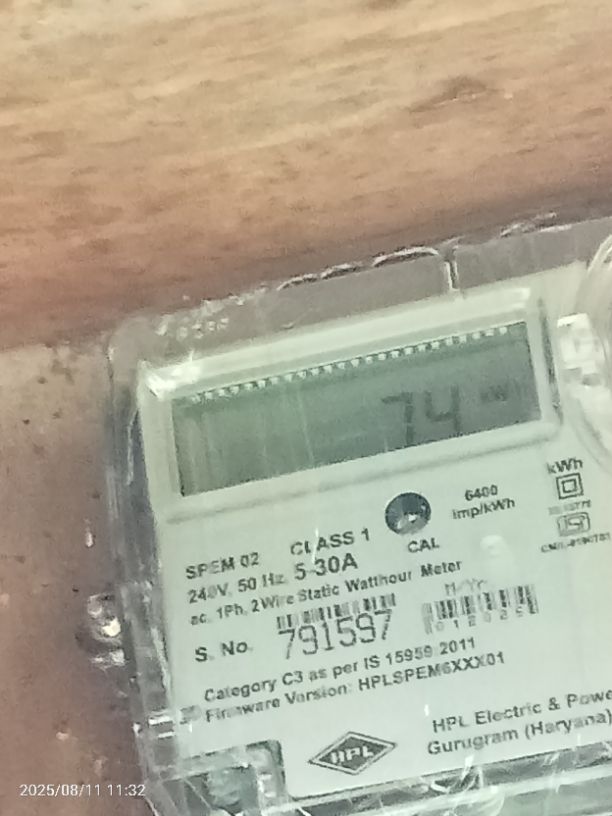 74
6400
imp/kWh
kWh
CAL
SPEM 02 CLASS 1
240V, 50 Hz. 5-30A
ac, 1Ph, 2Wire Static Watthour Meter
M/Yr.
S. No. 791597
Category C3 as per IS 15959:2011
Firmware Version: HPLSPEM6XXX01
HPL
HPL Electric & Powe
Gurugram (Haryana)
2025/08/11 11:32